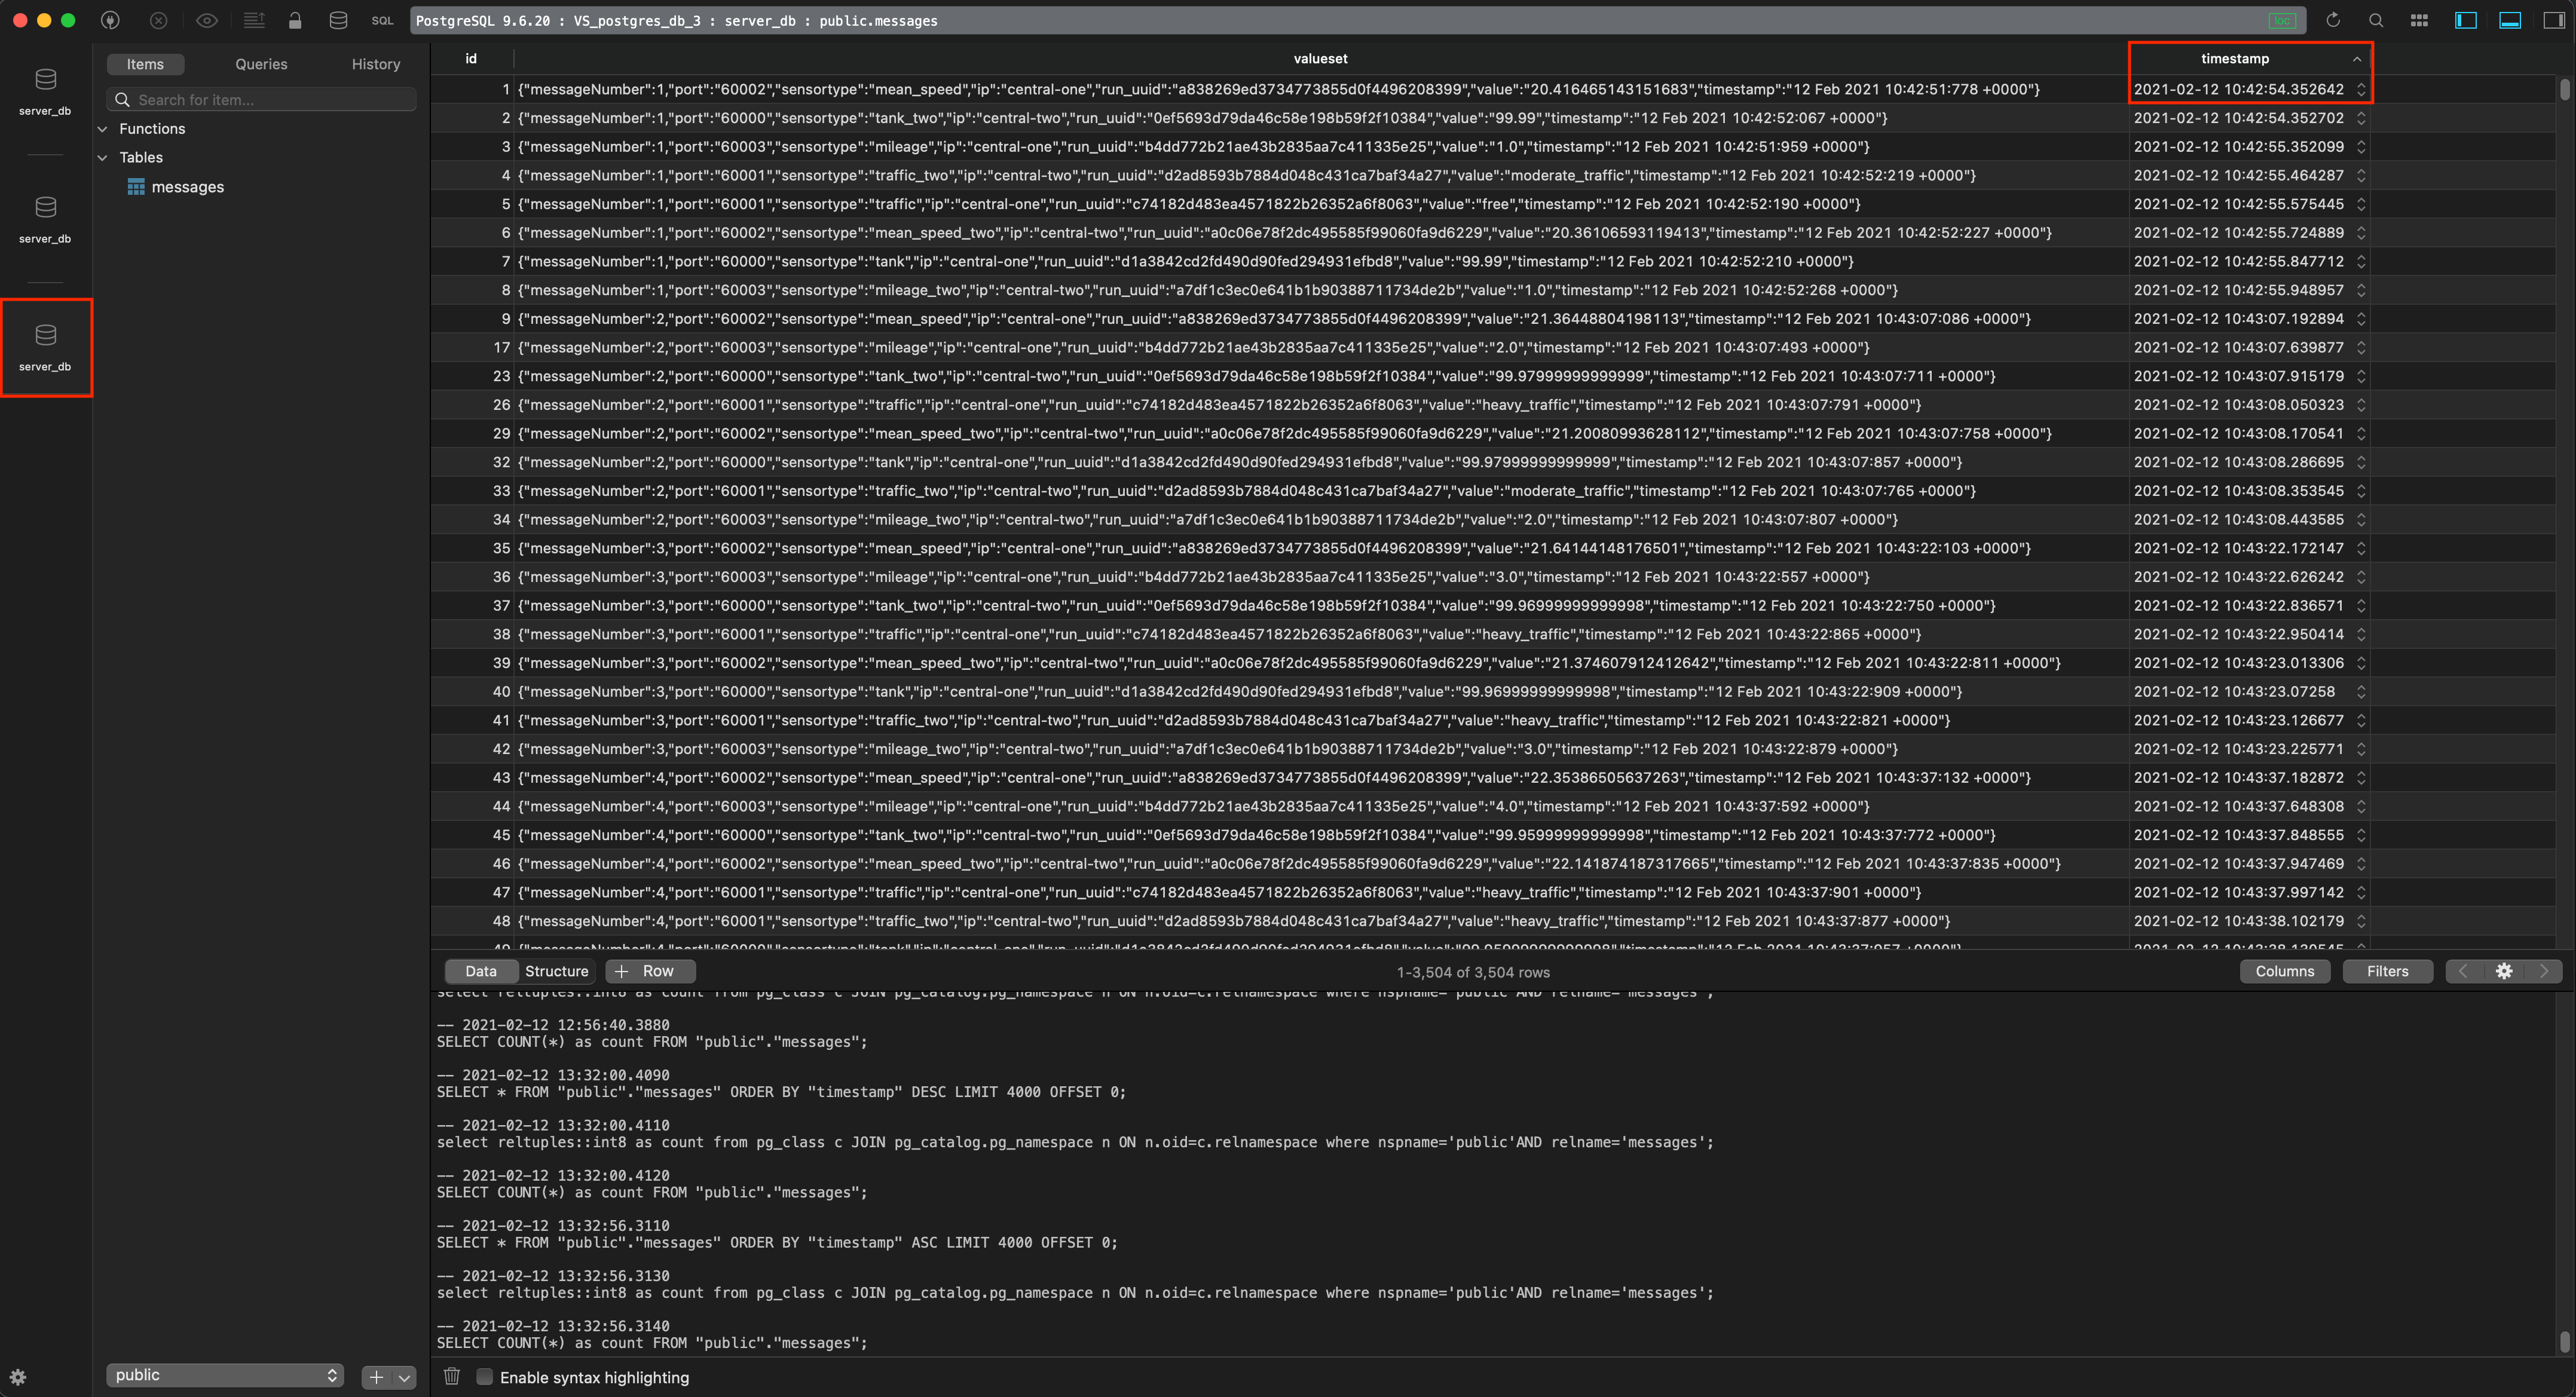 SQL
PostgreSQL 9.6.20 : VS_postgres_db_3 : server_db : public.messages
loc
server_db
server_db
server_db
Items Queries History
Search for item...
Functions
Tables
messages
id valueset timestamp
1 {"messageNumber":1,"port":"60002","sensortype":"mean_speed","ip":"central-one","run_uuid":"a838269ed3734773855d0f4496208399","value":"20.416465143151683","timestamp":"12 Feb 2021 10:42:51:778 +0000"} 2021-02-12 10:42:54.352642
2 {"messageNumber":1,"port":"60000","sensortype":"tank_two","ip":"central-two","run_uuid":"0ef5693d79da46c58e198b59f2f10384","value":"99.99","timestamp":"12 Feb 2021 10:42:52:067 +0000"} 2021-02-12 10:42:54.352702
3 {"messageNumber":1,"port":"60003","sensortype":"mileage","ip":"central-one","run_uuid":"b4dd772b21ae43b2835aa7c411335e25","value":"1.0","timestamp":"12 Feb 2021 10:42:51:959 +0000"} 2021-02-12 10:42:55.352099
4 {"messageNumber":1,"port":"60001","sensortype":"traffic_two","ip":"central-two","run_uuid":"d2ad8593b7884d048c431ca7baf34a27","value":"moderate_traffic","timestamp":"12 Feb 2021 10:42:52:219 +0000"} 2021-02-12 10:42:55.464287
5 {"messageNumber":1,"port":"60001","sensortype":"traffic","ip":"central-one","run_uuid":"c74182d483ea4571822b26352a6f8063","value":"free","timestamp":"12 Feb 2021 10:42:52:190 +0000"} 2021-02-12 10:42:55.575445
6 {"messageNumber":1,"port":"60002","sensortype":"mean_speed_two","ip":"central-two","run_uuid":"a0c06e78f2dc495585f99060fa9d6229","value":"20.36106593119413","timestamp":"12 Feb 2021 10:42:52:227 +0000"} 2021-02-12 10:42:55.724889
7 {"messageNumber":1,"port":"60000","sensortype":"tank","ip":"central-one","run_uuid":"d1a3842cd2fd490d90fed294931efbd8","value":"99.99","timestamp":"12 Feb 2021 10:42:52:210 +0000"} 2021-02-12 10:42:55.847712
8 {"messageNumber":1,"port":"60003","sensortype":"mileage_two","ip":"central-two","run_uuid":"a7df1c3ec0e641b1b90388711734de2b","value":"1.0","timestamp":"12 Feb 2021 10:42:52:268 +0000"} 2021-02-12 10:42:55.948957
9 {"messageNumber":2,"port":"60002","sensortype":"mean_speed","ip":"central-one","run_uuid":"a838269ed3734773855d0f4496208399","value":"21.36448804198113","timestamp":"12 Feb 2021 10:43:07:086 +0000"} 2021-02-12 10:43:07.192894
17 {"messageNumber":2,"port":"60003","sensortype":"mileage","ip":"central-one","run_uuid":"b4dd772b21ae43b2835aa7c411335e25","value":"2.0","timestamp":"12 Feb 2021 10:43:07:493 +0000"} 2021-02-12 10:43:07.639877
23 {"messageNumber":2,"port":"60000","sensortype":"tank_two","ip":"central-two","run_uuid":"0ef5693d79da46c58e198b59f2f10384","value":"99.97999999999999","timestamp":"12 Feb 2021 10:43:07:711 +0000"} 2021-02-12 10:43:07.915179
26 {"messageNumber":2,"port":"60001","sensortype":"traffic","ip":"central-one","run_uuid":"c74182d483ea4571822b26352a6f8063","value":"heavy_traffic","timestamp":"12 Feb 2021 10:43:07:791 +0000"} 2021-02-12 10:43:08.050323
29 {"messageNumber":2,"port":"60002","sensortype":"mean_speed_two","ip":"central-two","run_uuid":"a0c06e78f2dc495585f99060fa9d6229","value":"21.20080993628112","timestamp":"12 Feb 2021 10:43:07:758 +0000"} 2021-02-12 10:43:08.170541
32 {"messageNumber":2,"port":"60000","sensortype":"tank","ip":"central-one","run_uuid":"d1a3842cd2fd490d90fed294931efbd8","value":"99.97999999999999","timestamp":"12 Feb 2021 10:43:07:857 +0000"} 2021-02-12 10:43:08.286695
33 {"messageNumber":2,"port":"60001","sensortype":"traffic_two","ip":"central-two","run_uuid":"d2ad8593b7884d048c431ca7baf34a27","value":"moderate_traffic","timestamp":"12 Feb 2021 10:43:07:765 +0000"} 2021-02-12 10:43:08.353545
34 {"messageNumber":2,"port":"60003","sensortype":"mileage_two","ip":"central-two","run_uuid":"a7df1c3ec0e641b1b90388711734de2b","value":"2.0","timestamp":"12 Feb 2021 10:43:07:807 +0000"} 2021-02-12 10:43:08.443585
35 {"messageNumber":3,"port":"60002","sensortype":"mean_speed","ip":"central-one","run_uuid":"a838269ed3734773855d0f4496208399","value":"21.64144148176501","timestamp":"12 Feb 2021 10:43:22:103 +0000"} 2021-02-12 10:43:22.172147
36 {"messageNumber":3,"port":"60003","sensortype":"mileage","ip":"central-one","run_uuid":"b4dd772b21ae43b2835aa7c411335e25","value":"3.0","timestamp":"12 Feb 2021 10:43:22:557 +0000"} 2021-02-12 10:43:22.626242
37 {"messageNumber":3,"port":"60000","sensortype":"tank_two","ip":"central-two","run_uuid":"0ef5693d79da46c58e198b59f2f10384","value":"99.96999999999998","timestamp":"12 Feb 2021 10:43:22:750 +0000"} 2021-02-12 10:43:22.836571
38 {"messageNumber":3,"port":"60001","sensortype":"traffic","ip":"central-one","run_uuid":"c74182d483ea4571822b26352a6f8063","value":"heavy_traffic","timestamp":"12 Feb 2021 10:43:22:865 +0000"} 2021-02-12 10:43:22.950414
39 {"messageNumber":3,"port":"60002","sensortype":"mean_speed_two","ip":"central-two","run_uuid":"a0c06e78f2dc495585f99060fa9d6229","value":"21.374607912412642","timestamp":"12 Feb 2021 10:43:22:811 +0000"} 2021-02-12 10:43:23.013306
40 {"messageNumber":3,"port":"60000","sensortype":"tank","ip":"central-one","run_uuid":"d1a3842cd2fd490d90fed294931efbd8","value":"99.96999999999998","timestamp":"12 Feb 2021 10:43:22:909 +0000"} 2021-02-12 10:43:23.07258
41 {"messageNumber":3,"port":"60001","sensortype":"traffic_two","ip":"central-two","run_uuid":"d2ad8593b7884d048c431ca7baf34a27","value":"heavy_traffic","timestamp":"12 Feb 2021 10:43:22:821 +0000"} 2021-02-12 10:43:23.126677
42 {"messageNumber":3,"port":"60003","sensortype":"mileage_two","ip":"central-two","run_uuid":"a7df1c3ec0e641b1b90388711734de2b","value":"3.0","timestamp":"12 Feb 2021 10:43:22:879 +0000"} 2021-02-12 10:43:23.225771
43 {"messageNumber":4,"port":"60002","sensortype":"mean_speed","ip":"central-one","run_uuid":"a838269ed3734773855d0f4496208399","value":"22.35386505637263","timestamp":"12 Feb 2021 10:43:37:132 +0000"} 2021-02-12 10:43:37.182872
44 {"messageNumber":4,"port":"60003","sensortype":"mileage","ip":"central-one","run_uuid":"b4dd772b21ae43b2835aa7c411335e25","value":"4.0","timestamp":"12 Feb 2021 10:43:37:592 +0000"} 2021-02-12 10:43:37.648308
45 {"messageNumber":4,"port":"60000","sensortype":"tank_two","ip":"central-two","run_uuid":"0ef5693d79da46c58e198b59f2f10384","value":"99.95999999999998","timestamp":"12 Feb 2021 10:43:37:772 +0000"} 2021-02-12 10:43:37.848555
46 {"messageNumber":4,"port":"60002","sensortype":"mean_speed_two","ip":"central-two","run_uuid":"a0c06e78f2dc495585f99060fa9d6229","value":"22.141874187317665","timestamp":"12 Feb 2021 10:43:37:835 +0000"} 2021-02-12 10:43:37.947469
47 {"messageNumber":4,"port":"60001","sensortype":"traffic","ip":"central-one","run_uuid":"c74182d483ea4571822b26352a6f8063","value":"heavy_traffic","timestamp":"12 Feb 2021 10:43:37:901 +0000"} 2021-02-12 10:43:37.997142
48 {"messageNumber":4,"port":"60001","sensortype":"traffic_two","ip":"central-two","run_uuid":"d2ad8593b7884d048c431ca7baf34a27","value":"heavy_traffic","timestamp":"12 Feb 2021 10:43:37:877 +0000"} 2021-02-12 10:43:38.102179
Data Structure + Row 1-3,504 of 3,504 rows Columns Filters
select reltuples::int8 as count from pg_class c JOIN pg_catalog.pg_namespace n ON n.oid=c.relnamespace where nspname='public'AND relname='messages';
-- 2021-02-12 12:56:40.3880
SELECT COUNT(*) as count FROM "public"."messages";
-- 2021-02-12 13:32:00.4090
SELECT * FROM "public"."messages" ORDER BY "timestamp" DESC LIMIT 4000 OFFSET 0;
-- 2021-02-12 13:32:00.4110
select reltuples::int8 as count from pg_class c JOIN pg_catalog.pg_namespace n ON n.oid=c.relnamespace where nspname='public'AND relname='messages';
-- 2021-02-12 13:32:00.4120
SELECT COUNT(*) as count FROM "public"."messages";
-- 2021-02-12 13:32:56.3110
SELECT * FROM "public"."messages" ORDER BY "timestamp" ASC LIMIT 4000 OFFSET 0;
-- 2021-02-12 13:32:56.3130
select reltuples::int8 as count from pg_class c JOIN pg_catalog.pg_namespace n ON n.oid=c.relnamespace where nspname='public'AND relname='messages';
-- 2021-02-12 13:32:56.3140
SELECT COUNT(*) as count FROM "public"."messages";
public
Enable syntax highlighting